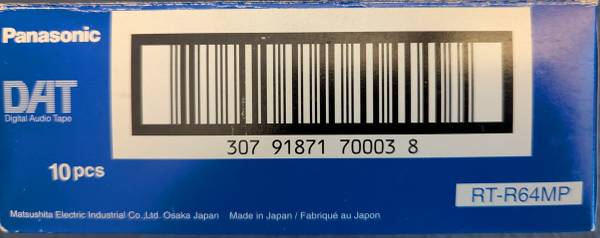 Panasonic
DAT
Digital Audio Tape
307 91871 70003 8
10 pcs
RT-R64MP
Matsushita Electric Industrial Co.,Ltd. Osaka Japan Made in Japan / Fabriqué au Japon